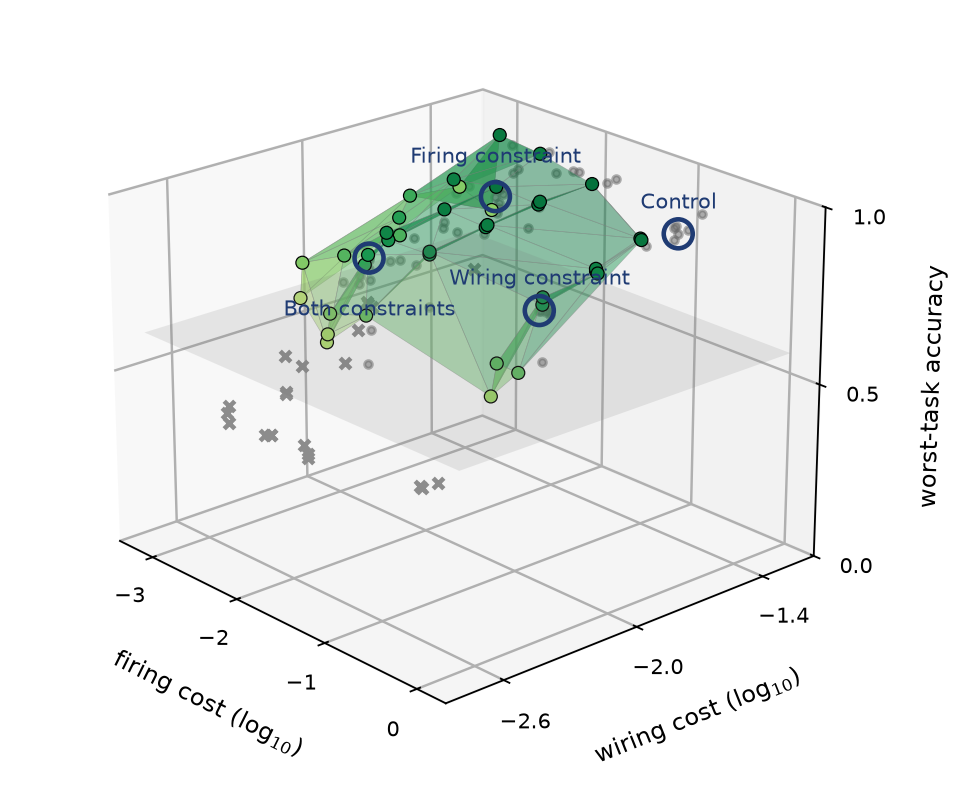 Firing constraint
Control
1.0
Wiring constraint
Both constraints
0.5
worst-task accuracy
0.0
−3
−2
−1
0
firing cost (log₁₀)
−1.4
−2.0
−2.6
wiring cost (log₁₀)